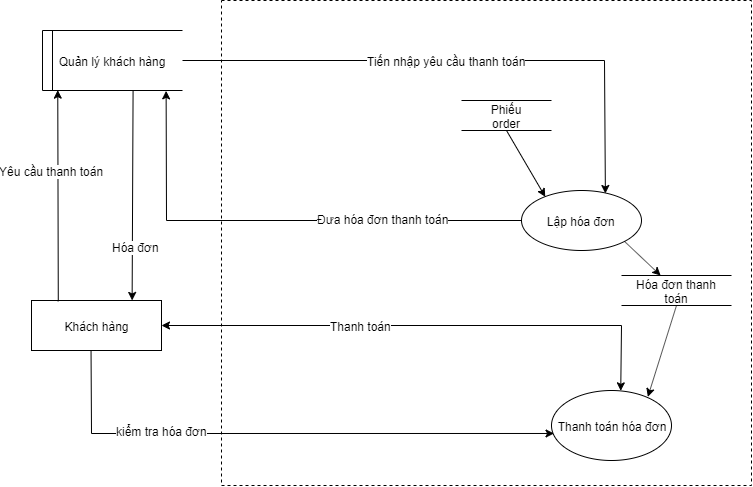 Quản lý khách hàng
Tiến nhập yêu cầu thanh toán
Phiếu
order
Yêu cầu thanh toán
Đưa hóa đơn thanh toán
Lập hóa đơn
Hóa đơn
Hóa đơn thanh
toán
Khách hàng
Thanh toán
Thanh toán hóa đơn
kiểm tra hóa đơn